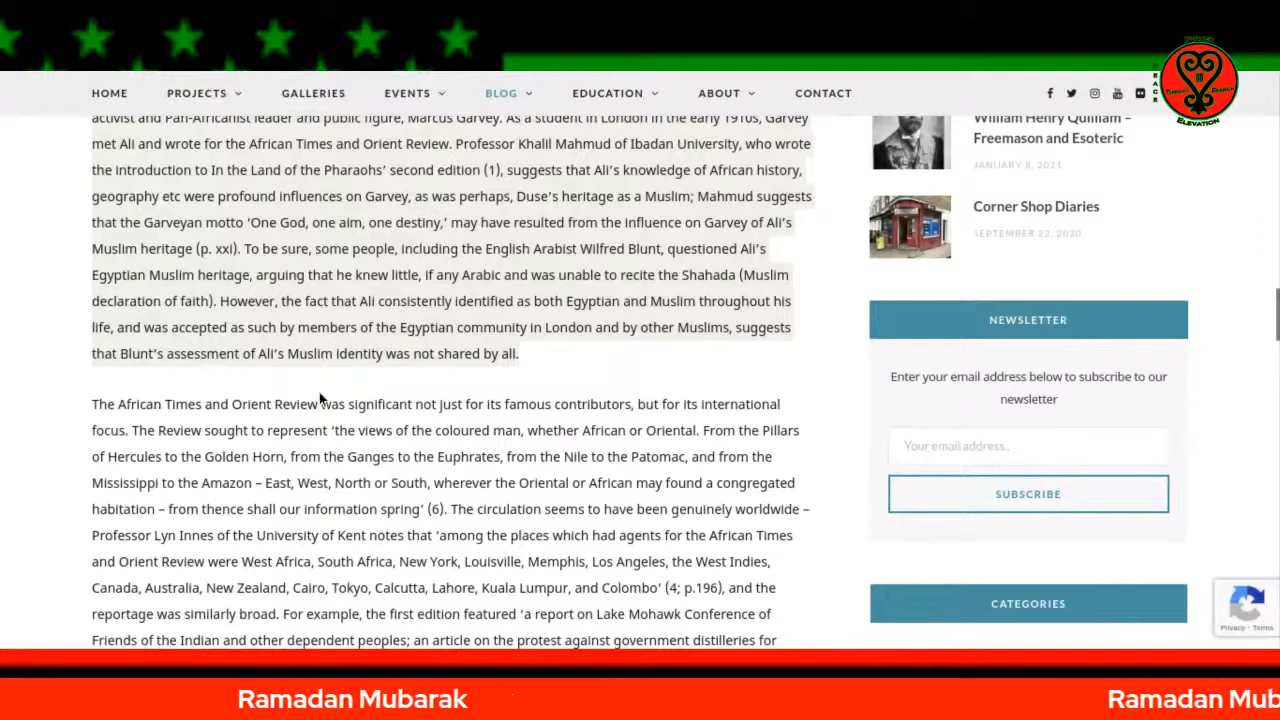 HOME PROJECTS GALLERIES EVENTS BLOG EDUCATION ABOUT CONTACT
POWER
PEACE
ELEVATION
activist and Pan-Africanist leader and public figure, Marcus Garvey. As a student in London in the early 1910s, Garvey
met Ali and wrote for the African Times and Orient Review. Professor Khalil Mahmud of Ibadan University, who wrote
the introduction to In the Land of the Pharaohs’ second edition (1), suggests that Ali’s knowledge of African history,
geography etc were profound influences on Garvey, as was perhaps, Duse’s heritage as a Muslim; Mahmud suggests
that the Garveyan motto ‘One God, one aim, one destiny,’ may have resulted from the influence on Garvey of Ali’s
Muslim heritage (p. xxi). To be sure, some people, including the English Arabist Wilfred Blunt, questioned Ali’s
Egyptian Muslim heritage, arguing that he knew little, if any Arabic and was unable to recite the Shahada (Muslim
declaration of faith). However, the fact that Ali consistently identified as both Egyptian and Muslim throughout his
life, and was accepted as such by members of the Egyptian community in London and by other Muslims, suggests
that Blunt’s assessment of Ali’s Muslim identity was not shared by all.
The African Times and Orient Review was significant not just for its famous contributors, but for its international
focus. The Review sought to represent ‘the views of the coloured man, whether African or Oriental. From the Pillars
of Hercules to the Golden Horn, from the Ganges to the Euphrates, from the Nile to the Patomac, and from the
Mississippi to the Amazon – East, West, North or South, wherever the Oriental or African may found a congregated
habitation – from thence shall our information spring’ (6). The circulation seems to have been genuinely worldwide –
Professor Lyn Innes of the University of Kent notes that ‘among the places which had agents for the African Times
and Orient Review were West Africa, South Africa, New York, Louisville, Memphis, Los Angeles, the West Indies,
Canada, Australia, New Zealand, Cairo, Tokyo, Calcutta, Lahore, Kuala Lumpur, and Colombo’ (4; p.196), and the
reportage was similarly broad. For example, the first edition featured ‘a report on Lake Mohawk Conference of
Friends of the Indian and other dependent peoples; an article on the protest against government distilleries for
William Henry Quilliam –
Freemason and Esoteric
JANUARY 8, 2021
Corner Shop Diaries
SEPTEMBER 22, 2020
NEWSLETTER
Enter your email address below to subscribe to our
newsletter
Your email address..
SUBSCRIBE
CATEGORIES
Privacy - Terms
Ramadan Mubarak
Ramadan Mub